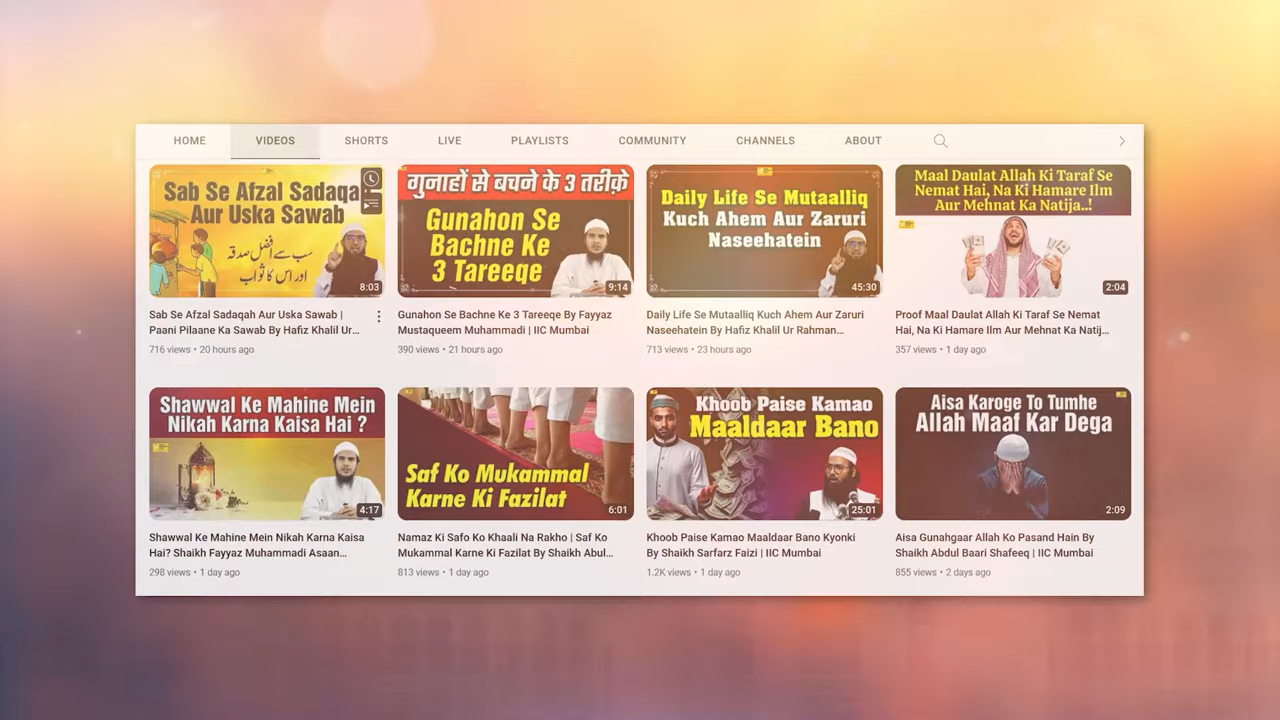 HOME
VIDEOS
SHORTS
LIVE
PLAYLISTS
COMMUNITY
CHANNELS
ABOUT
Sab Se Afzal Sadaqa
Aur Uska Sawab
سب سے افضل صدقہ
اور اس کا ثواب
8:03
गुनाहों से बचने के 3 तरीक़े
Gunahon Se
Bachne Ke
3 Tareeqe
9:14
Daily Life Se Mutaalliq
Kuch Ahem Aur Zaruri
Naseehatein
45:30
Maal Daulat Allah Ki Taraf Se
Nemat Hai, Na Ki Hamare Ilm
Aur Mehnat Ka Natija..!
2:04
Sab Se Afzal Sadaqah Aur Uska Sawab |
Paani Pilaane Ka Sawab By Hafiz Khalil Ur...
716 views • 20 hours ago
Gunahon Se Bachne Ke 3 Tareeqe By Fayyaz
Mustaqueem Muhammadi | IIC Mumbai
390 views • 21 hours ago
Daily Life Se Mutaalliq Kuch Ahem Aur Zaruri
Naseehatein By Hafiz Khalil Ur Rahman...
713 views • 23 hours ago
Proof Maal Daulat Allah Ki Taraf Se Nemat
Hai, Na Ki Hamare Ilm Aur Mehnat Ka Natij...
357 views • 1 day ago
Shawwal Ke Mahine Mein
Nikah Karna Kaisa Hai ?
4:17
Saf Ko Mukammal
Karne Ki Fazilat
6:01
Khoob Paise Kamao
Maaldaar Bano
25:01
Aisa Karoge To Tumhe
Allah Maaf Kar Dega
2:09
Shawwal Ke Mahine Mein Nikah Karna Kaisa
Hai? Shaikh Fayyaz Muhammadi Asaan...
298 views • 1 day ago
Namaz Ki Safo Ko Khaali Na Rakho | Saf Ko
Mukammal Karne Ki Fazilat By Shaikh Abul...
813 views • 1 day ago
Khoob Paise Kamao Maaldaar Bano Kyonki
By Shaikh Sarfarz Faizi | IIC Mumbai
1.2K views • 1 day ago
Aisa Gunahgaar Allah Ko Pasand Hain By
Shaikh Abdul Baari Shafeeq | IIC Mumbai
855 views • 2 days ago